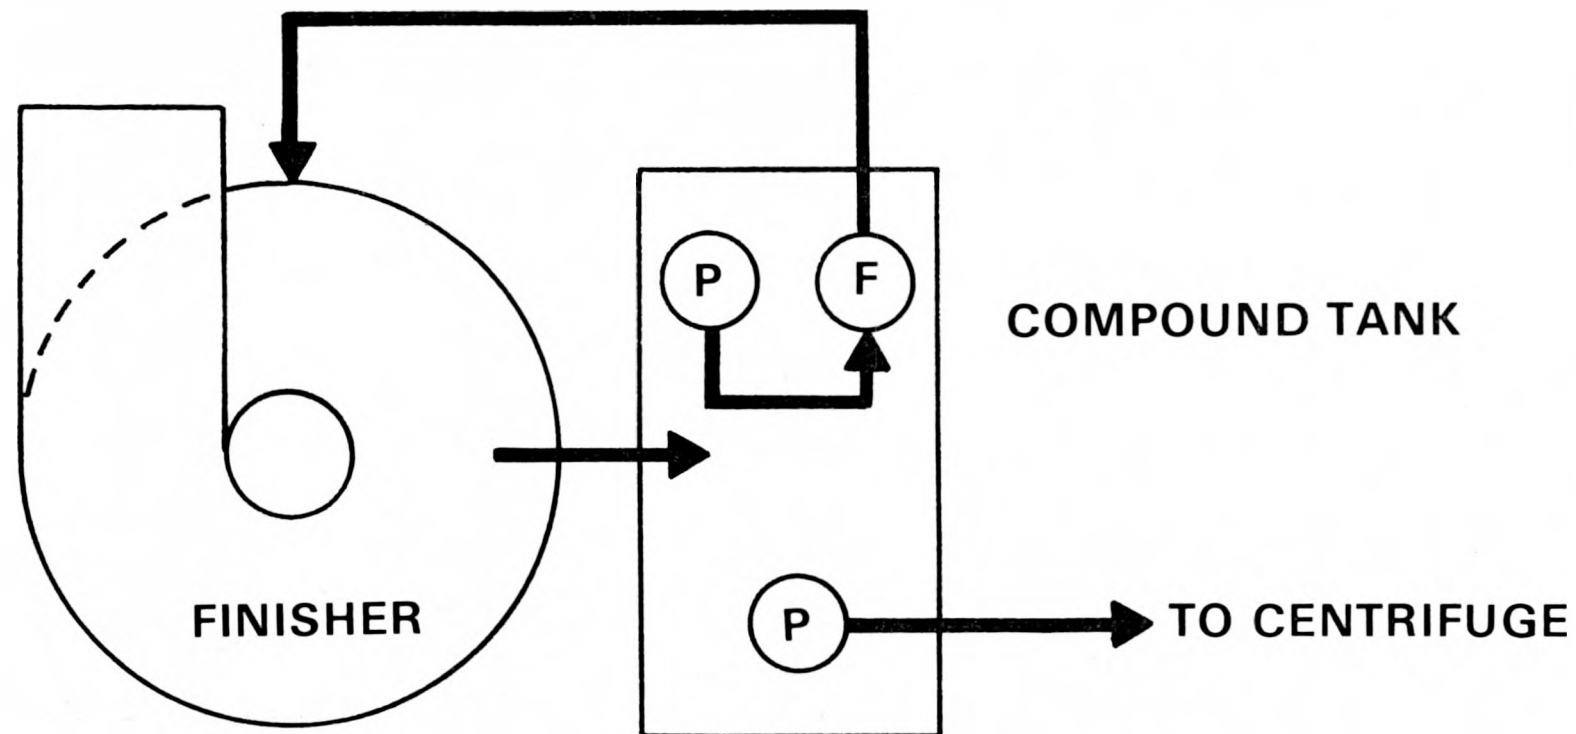 P
F
COMPOUND TANK
FINISHER
P
TO CENTRIFUGE